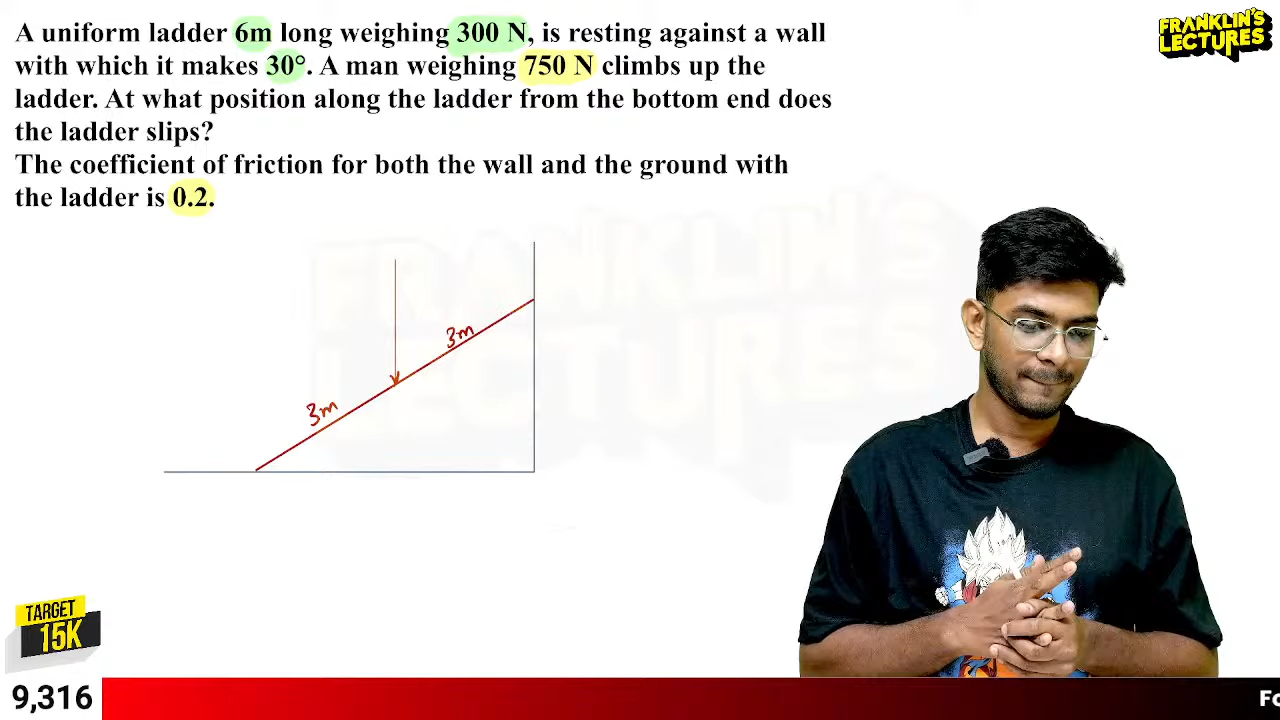 A uniform ladder 6m long weighing 300 N, is resting against a wall
with which it makes 30°. A man weighing 750 N climbs up the
ladder. At what position along the ladder from the bottom end does
the ladder slips?
The coefficient of friction for both the wall and the ground with
the ladder is 0.2.
FRANKLIN'S
LECTURES
FRANKLIN'S
LECTURES
3m
3m
TARGET
15K
9,316
Fo